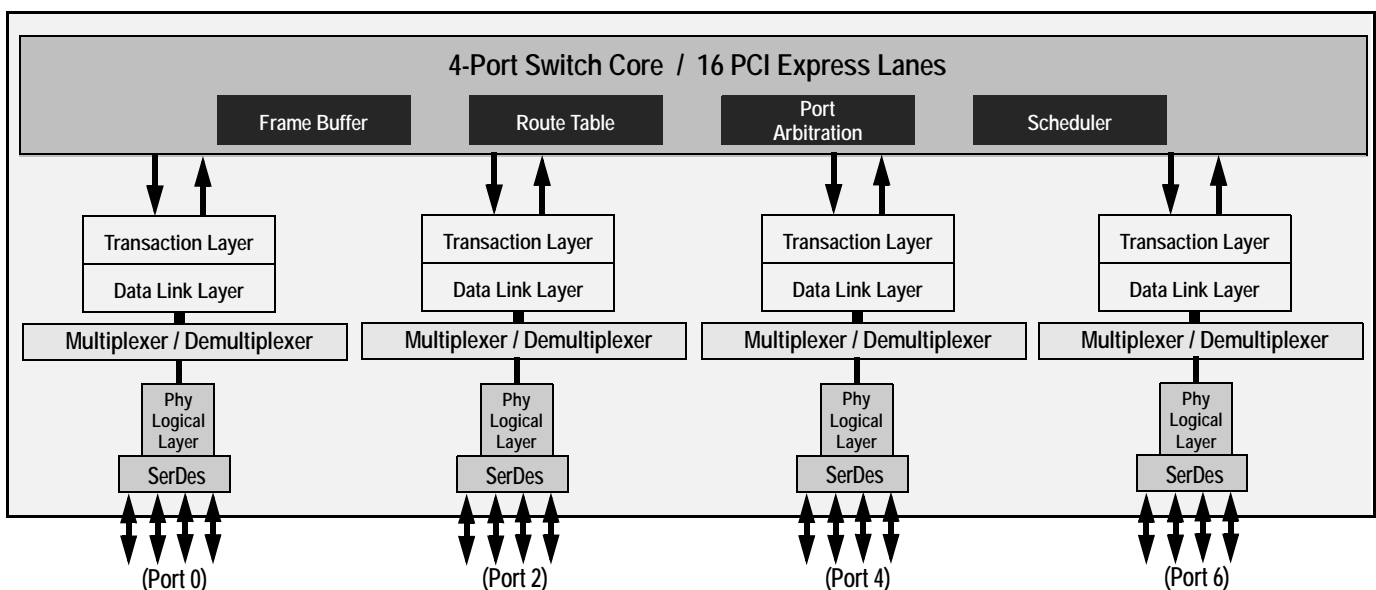 4-Port Switch Core / 16 PCI Express Lanes
Frame Buffer
Route Table
Port
Arbitration
Scheduler
Transaction Layer
Data Link Layer
Multiplexer / Demultiplexer
Phy
Logical
Layer
SerDes
(Port 0)
Transaction Layer
Data Link Layer
Multiplexer / Demultiplexer
Phy
Logical
Layer
SerDes
(Port 2)
Transaction Layer
Data Link Layer
Multiplexer / Demultiplexer
Phy
Logical
Layer
SerDes
(Port 4)
Transaction Layer
Data Link Layer
Multiplexer / Demultiplexer
Phy
Logical
Layer
SerDes
(Port 6)